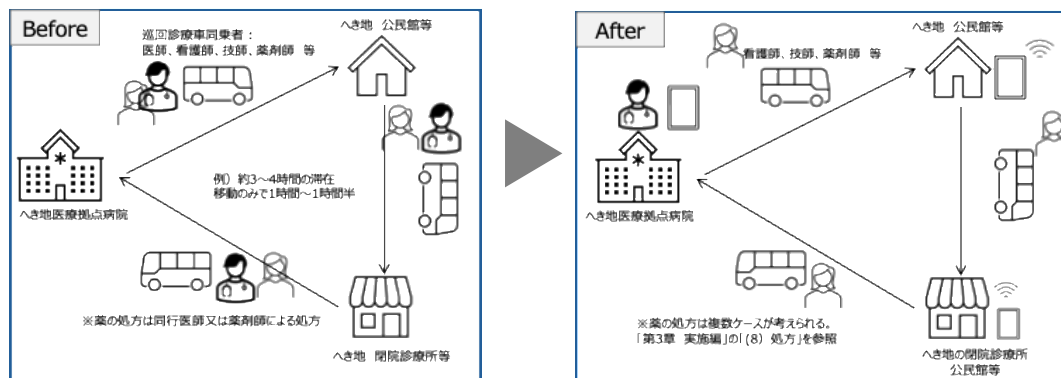 Before
巡回診療車同乗者：
医師、看護師、技師、薬剤師 等
へき地 公民館等
へき地医療拠点病院
例）約3～4時間の滞在
移動のみで1時間～1時間半
※薬の処方は同行医師又は薬剤師による処方
へき地 閉院診療所等
After
看護師、技師、薬剤師 等
へき地 公民館等
へき地医療拠点病院
※薬の処方は複数ケースが考えられる。
「第3章 実施編」の「（8）処方」を参照
へき地の閉院診療所
公民館等